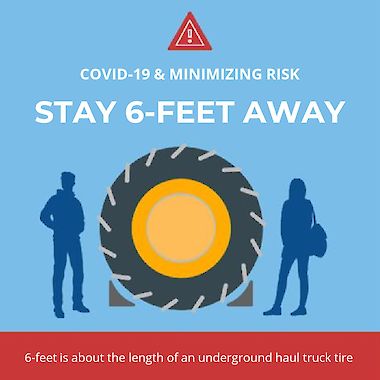 COVID-19 & MINIMIZING RISK
STAY 6-FEET AWAY
6-feet is about the length of an underground haul truck tire